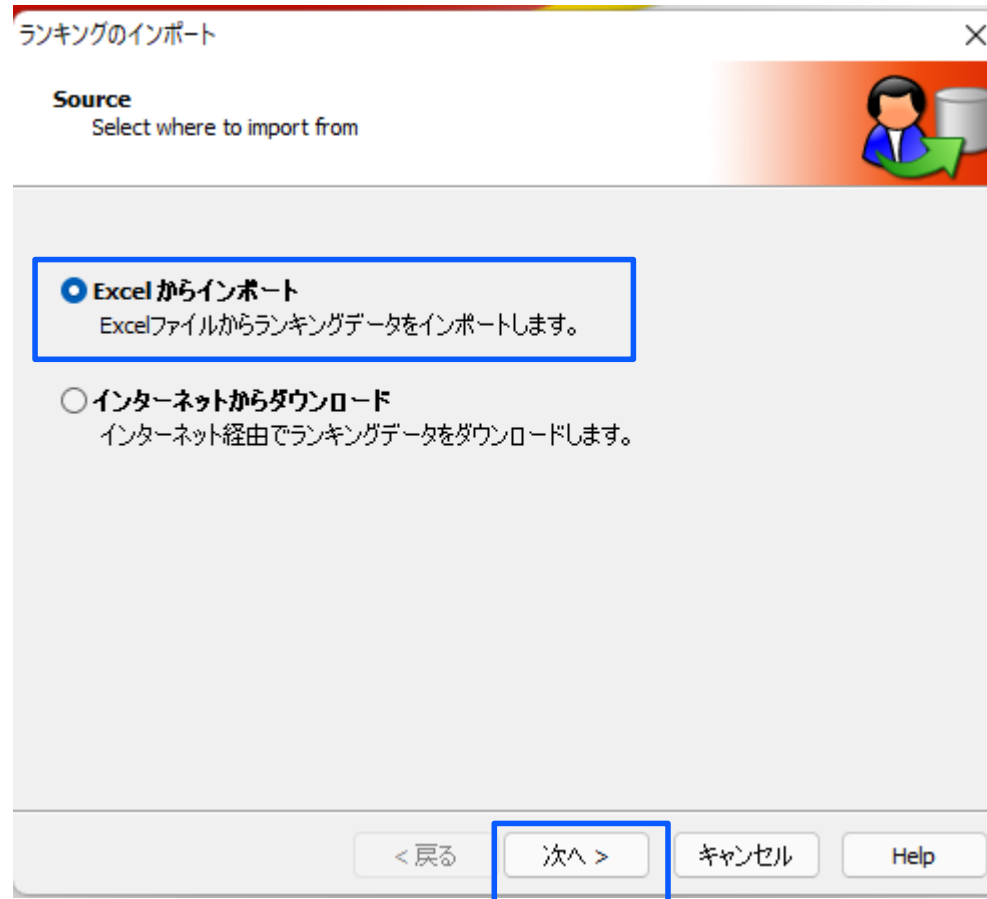 ランキングのインポート
Source
Select where to import from
Excel からインポート
Excelファイルからランキングデータをインポートします。
インターネットからダウンロード
インターネット経由でランキングデータをダウンロードします。
< 戻る 次へ > キャンセル Help